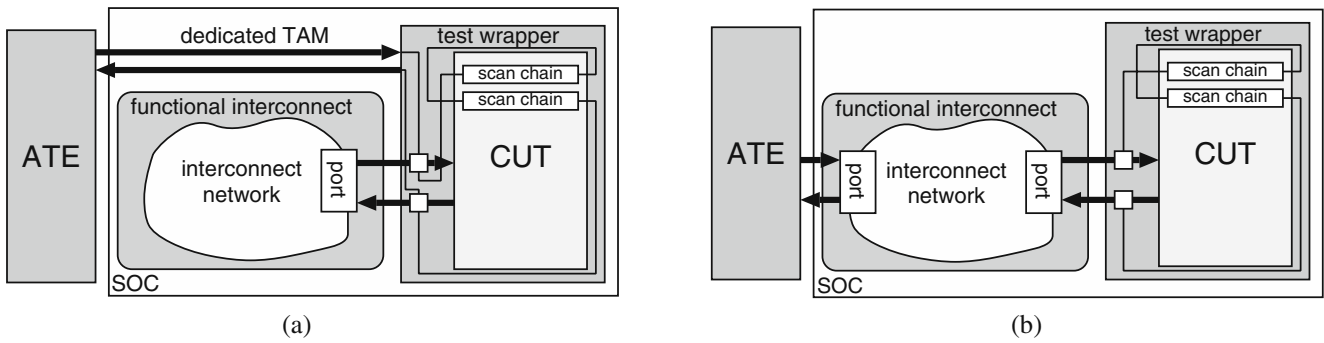 dedicated TAM
test wrapper
scan chain
scan chain
functional interconnect
ATE
interconnect
network
port
CUT
SOC
(a)
test wrapper
scan chain
scan chain
functional interconnect
ATE
port
interconnect
network
port
CUT
SOC
(b)